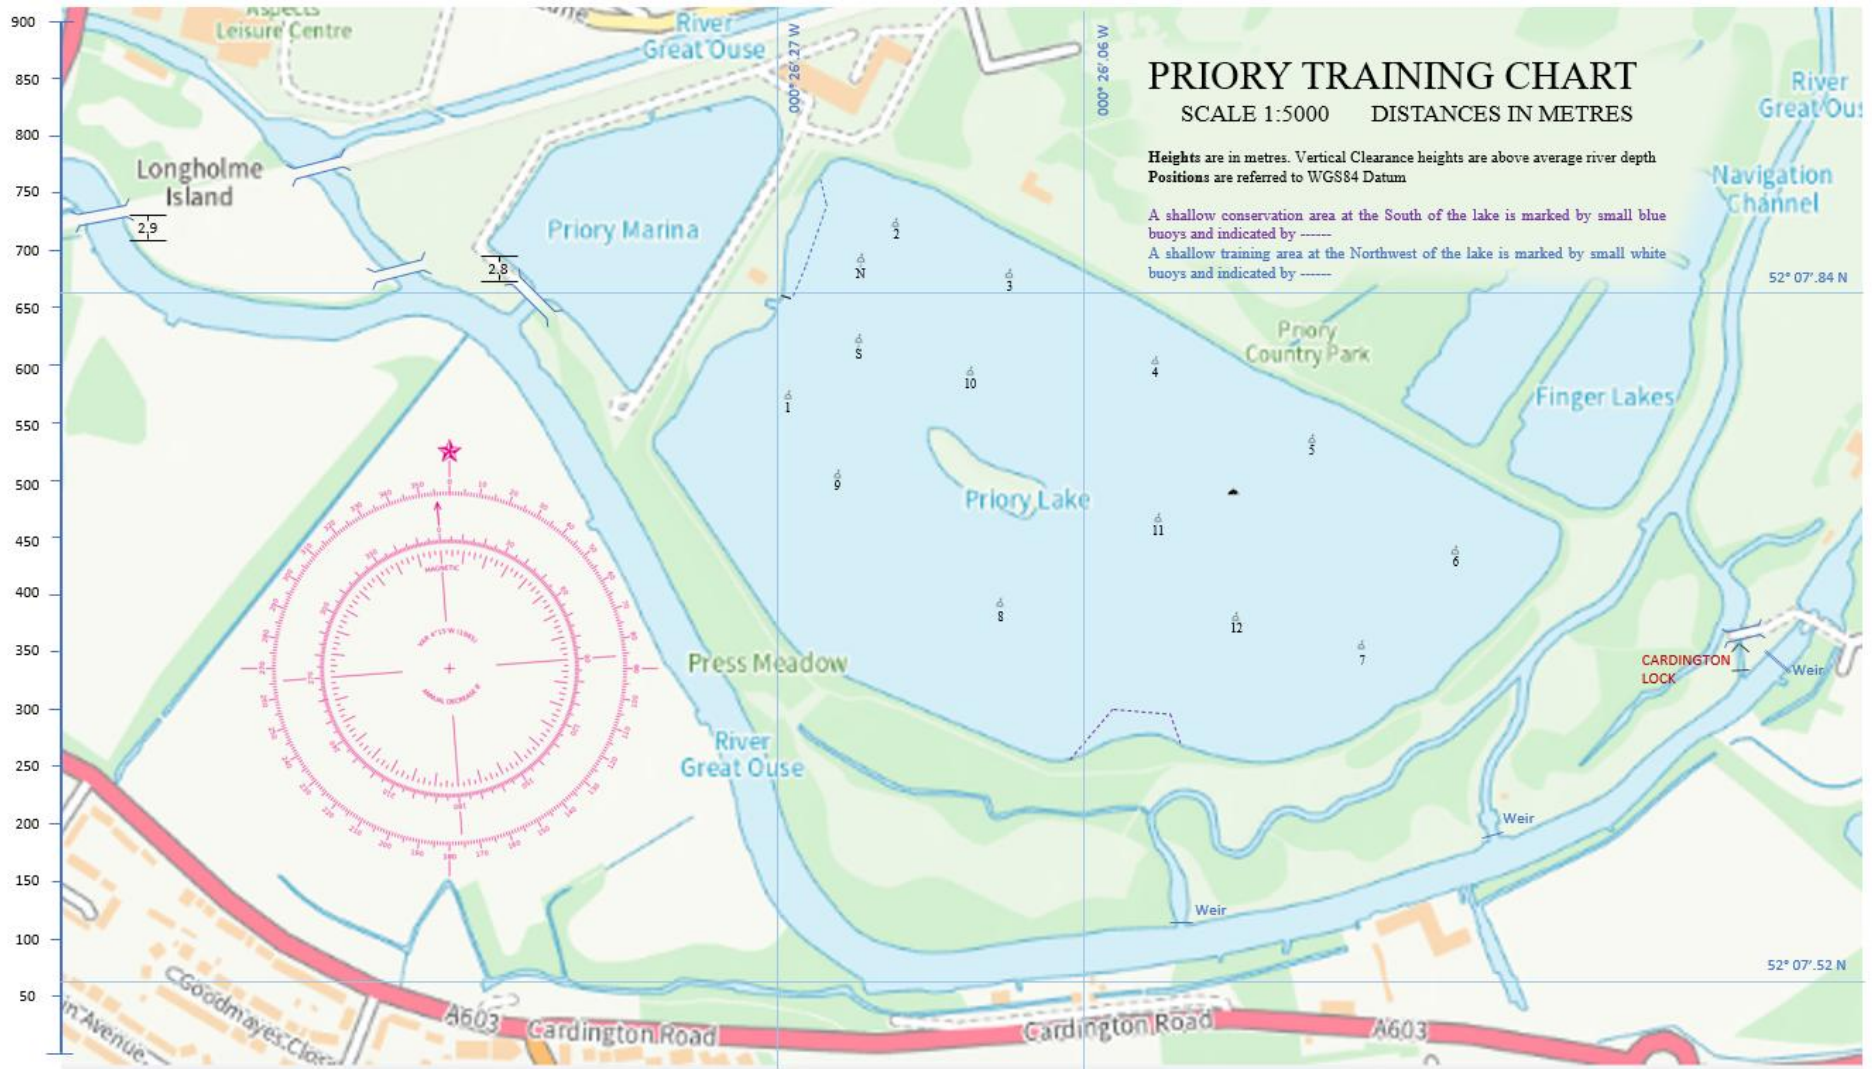 900
850
800
750
700
650
600
550
500
450
400
350
300
250
200
150
100
50
Leisure Centre
River
Great Ouse
000° 26'.27 W
000° 26'.06 W
PRIORY TRAINING CHART
SCALE 1:5000 DISTANCES IN METRES
Heights are in metres. Vertical Clearance heights are above average river depth
Positions are referred to WGS84 Datum
A shallow conservation area at the South of the lake is marked by small blue
buoys and indicated by ------
A shallow training area at the Northwest of the lake is marked by small white
buoys and indicated by ------
River
Great Ous
Navigation
Channel
52° 07'.84 N
Longholme
Island
2.9
2.8
Priory Marina
2
N
3
S
10
4
1
5
9
11
6
8
12
7
Priory Lake
Priory
Country Park
Finger Lakes
MAGNETIC
VAR 4°15 W (1985)
Press Meadow
River
Great Ouse
CARDINGTON
LOCK
Weir
Weir
Weir
52° 07'.52 N
Goodmayes Clos
in Avenue
A603
Cardington Road
Cardington Road
A603